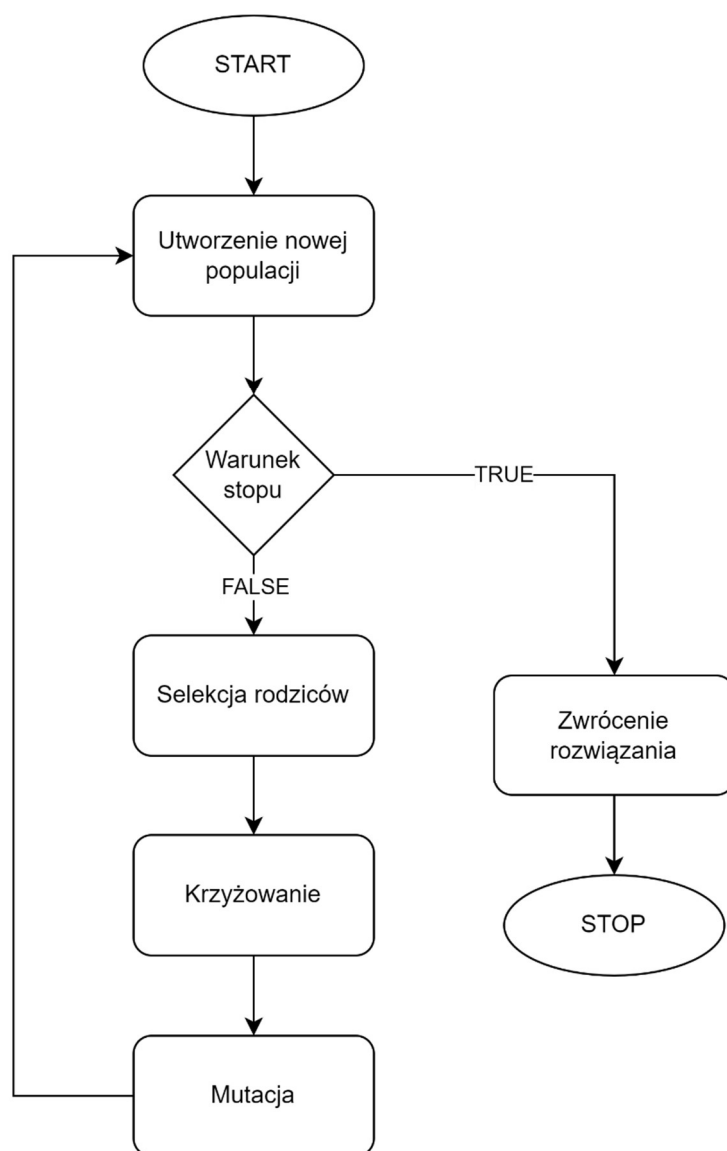 START
Utworzenie nowej
populacji
Warunek
stopu
TRUE
FALSE
Selekcja rodziców
Zwrócenie
rozwiązania
Krzyżowanie
STOP
Mutacja